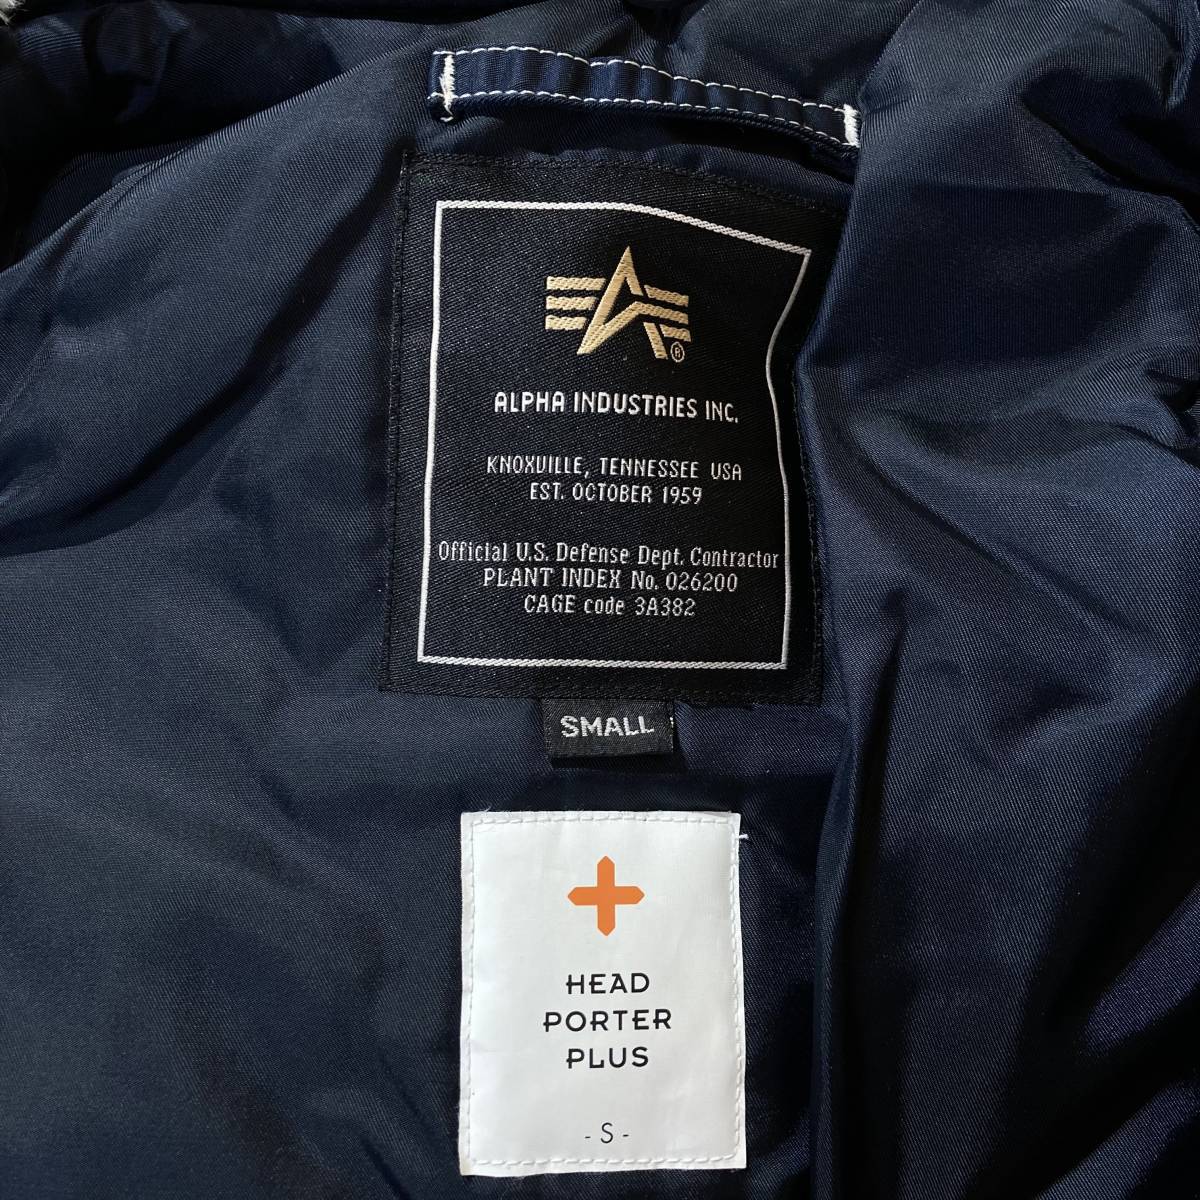 ®
ALPHA INDUSTRIES INC.
KNOXVILLE, TENNESSEE USA
EST. OCTOBER 1959
Official U.S. Defense Dept. Contractor
PLANT INDEX No. 026200
CAGE code 3A382
SMALL
HEAD
PORTER
PLUS
- S -